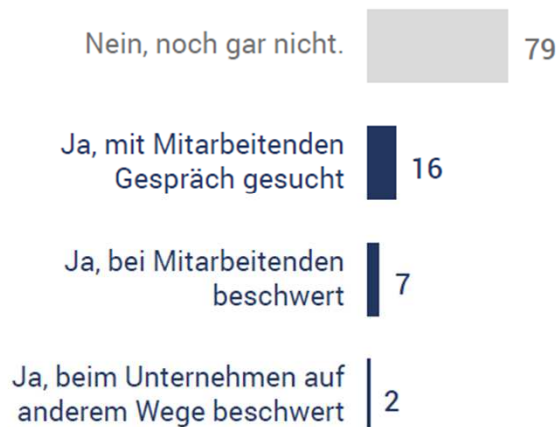 Nein, noch gar nicht.
79
Ja, mit Mitarbeitenden
Gespräch gesucht
16
Ja, bei Mitarbeitenden
beschwert
7
Ja, beim Unternehmen auf
anderem Wege beschwert
2